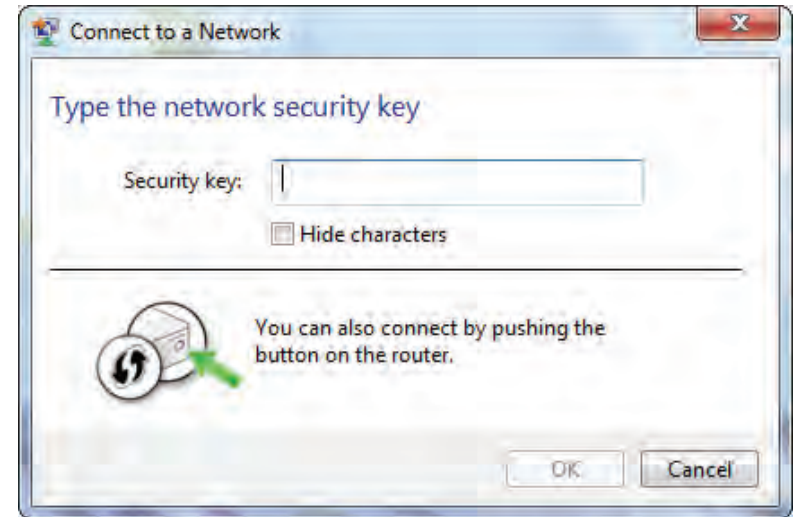 Connect to a Network
Type the network security key
Security key:
Hide characters
You can also connect by pushing the
button on the router.
OK
Cancel